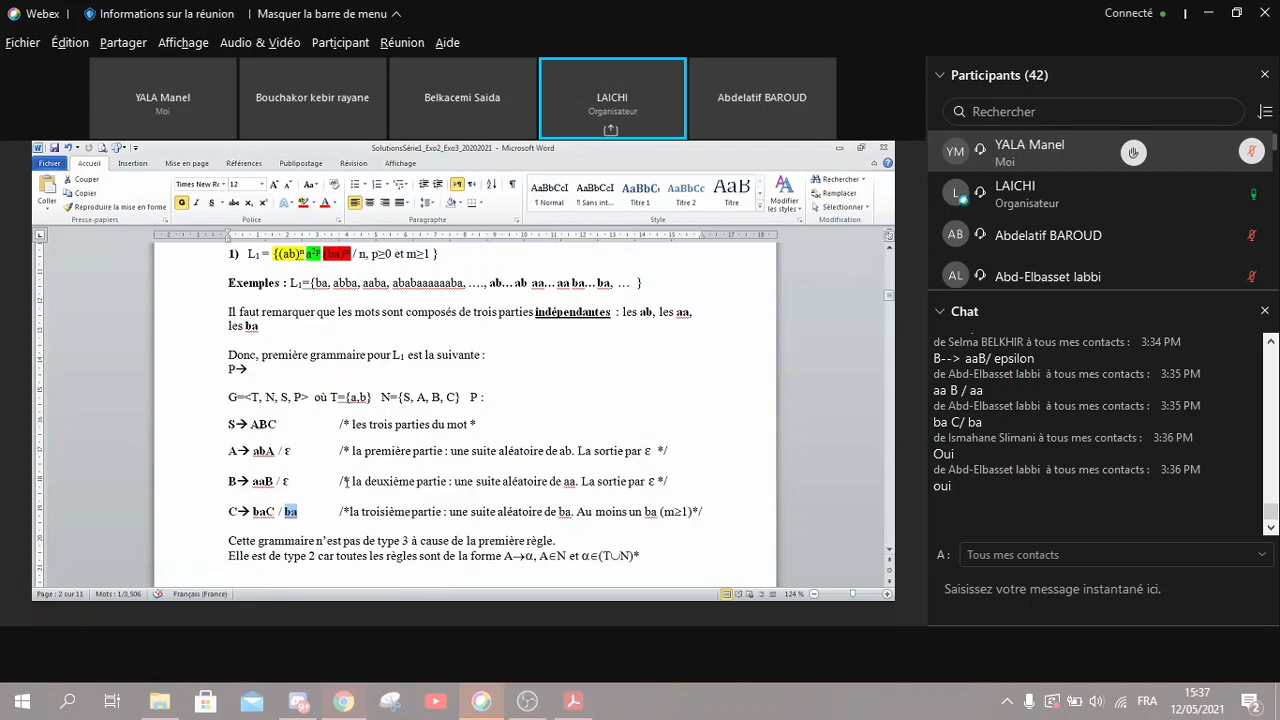 Webex Informations sur la réunion Masquer la barre de menu Connecté
Fichier Édition Partager Affichage Audio & Vidéo Participant Réunion Aide
YALA Manel
Moi
Bouchakor kebir rayane
Belkacemi Saida
LAICHI
Organisateur
Abdelatif BAROUD
SolutionsSérie1_Exo2_Exo3_20202021 - Microsoft Word
Fichier Accueil Insertion Mise en page Références Publipostage Révision Affichage
Coller
Couper
Copier
Reproduire la mise en forme
Presse-papiers
Times New Ro 12
Police
Paragraphe
AaBbCcI AaBbCcI AaBbC AaBbCcI AaB
¶ Normal ¶ Sans int... Titre 1 Titre 2 Titre
Modifier les styles
Style
Rechercher
Remplacer
Sélectionner
Modification
1) L₁ = {(ab)ⁿ a²ᵖ (ba)ᵐ / n, p≥0 et m≥1 }
Exemples : L₁={ba, abba, aaba, ababaaaaaaba, …., ab…ab aa…aa ba…ba, … }
Il faut remarquer que les mots sont composés de trois parties indépendantes : les ab, les aa,
les ba
Donc, première grammaire pour L₁ est la suivante :
P→
G=<T, N, S, P> où T={a,b} N={S, A, B, C} P :
S→ ABC /* les trois parties du mot *
A→ abA / ε /* la première partie : une suite aléatoire de ab. La sortie par ε */
B→ aaB / ε /* la deuxième partie : une suite aléatoire de aa. La sortie par ε */
C→ baC / ba /*la troisième partie : une suite aléatoire de ba. Au moins un ba (m≥1)*/
Cette grammaire n’est pas de type 3 à cause de la première règle.
Elle est de type 2 car toutes les règles sont de la forme A→α, A∈N et α∈(T∪N)*
Page : 2 sur 11 Mots : 1/3,506 Français (France) 124 %
Participants (42)
Rechercher
YM YALA Manel
Moi
L LAICHI
Organisateur
AB Abdelatif BAROUD
AL Abd-Elbasset labbi
Chat
de Selma BELKHIR à tous mes contacts : 3:34 PM
B--> aaB/ epsilon
de Abd-Elbasset labbi à tous mes contacts : 3:35 PM
aa B / aa
de Abd-Elbasset labbi à tous mes contacts : 3:35 PM
ba C/ ba
de Ismahane Slimani à tous mes contacts : 3:36 PM
Oui
de Abd-Elbasset labbi à tous mes contacts : 3:36 PM
oui
A : Tous mes contacts
Saisissez votre message instantané ici.
FRA
15:37
12/05/2021
2